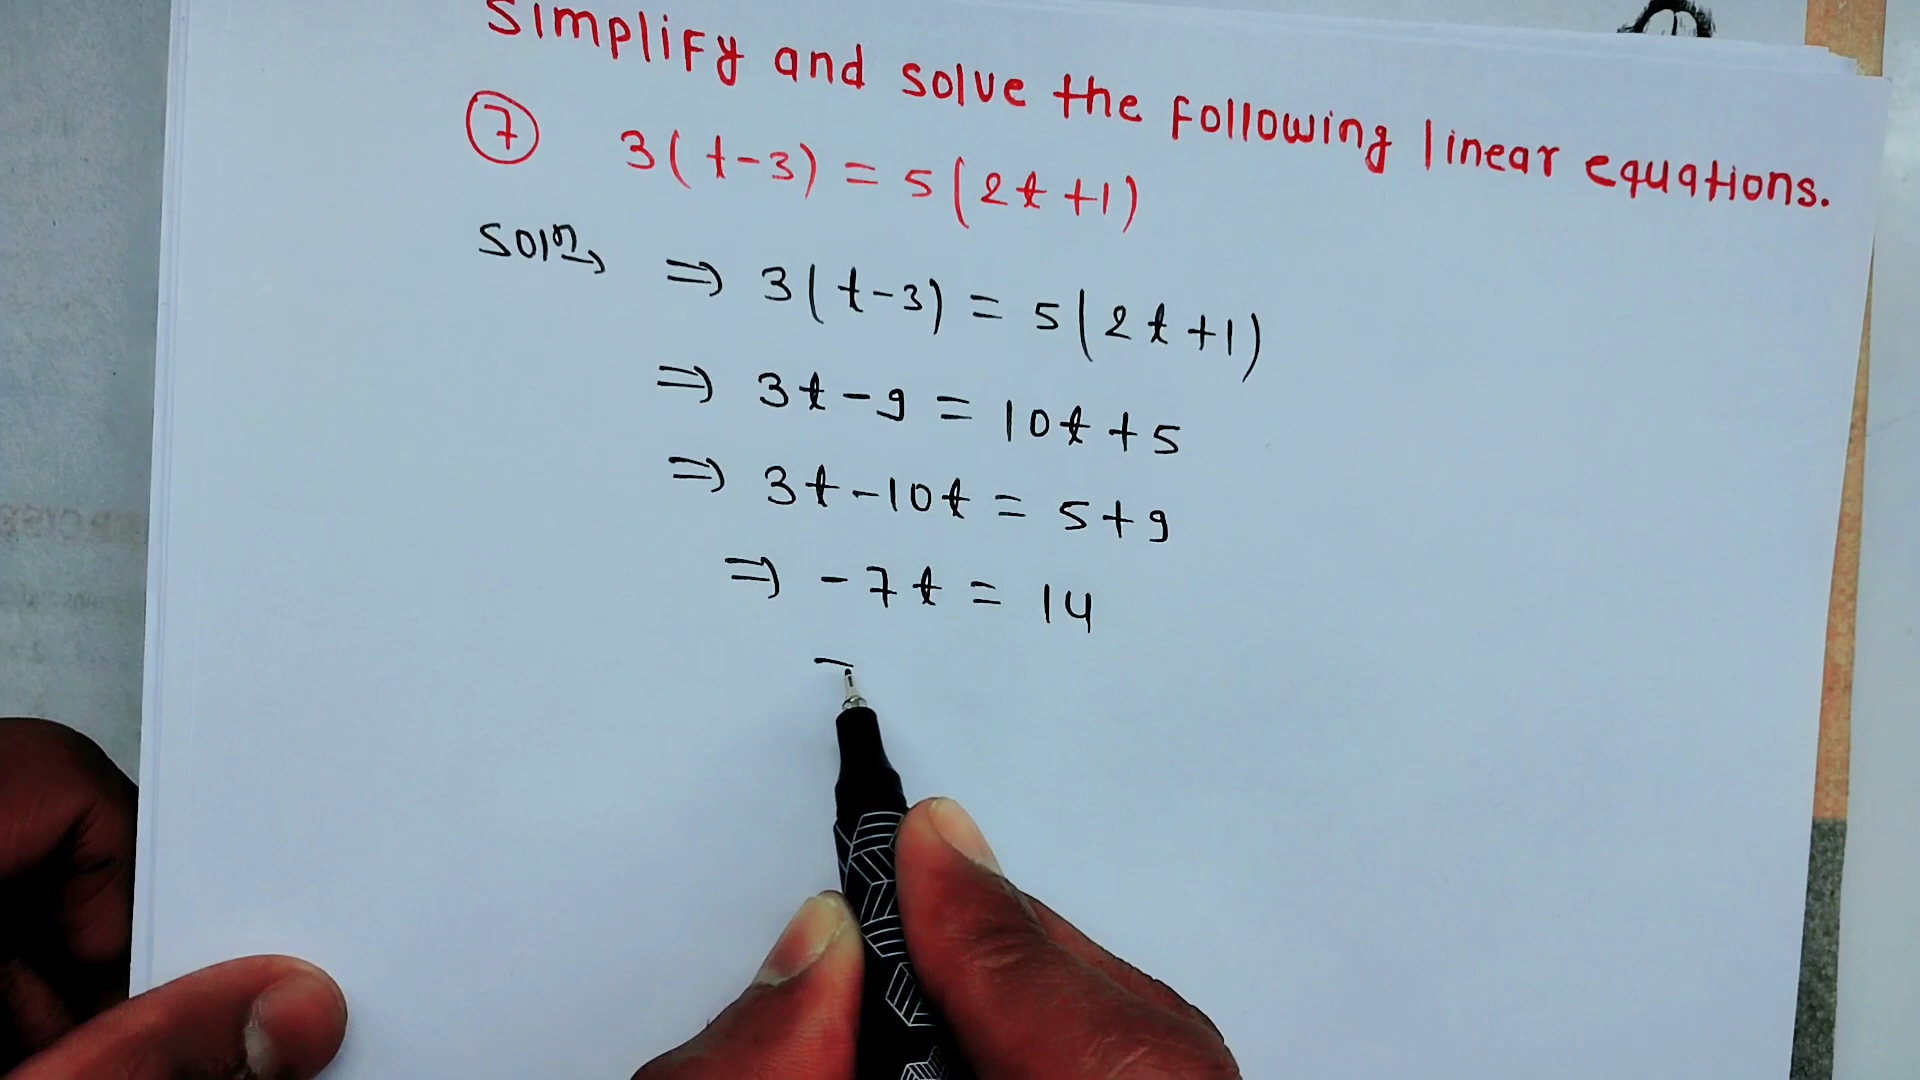 Simplify and solve the following linear equations.
⑦ 3(t-3) = 5(2t+1)
Solⁿ→ ⇒ 3(t-3) = 5(2t+1)
⇒ 3t-9 = 10t+5
⇒ 3t-10t = 5+9
⇒ -7t = 14